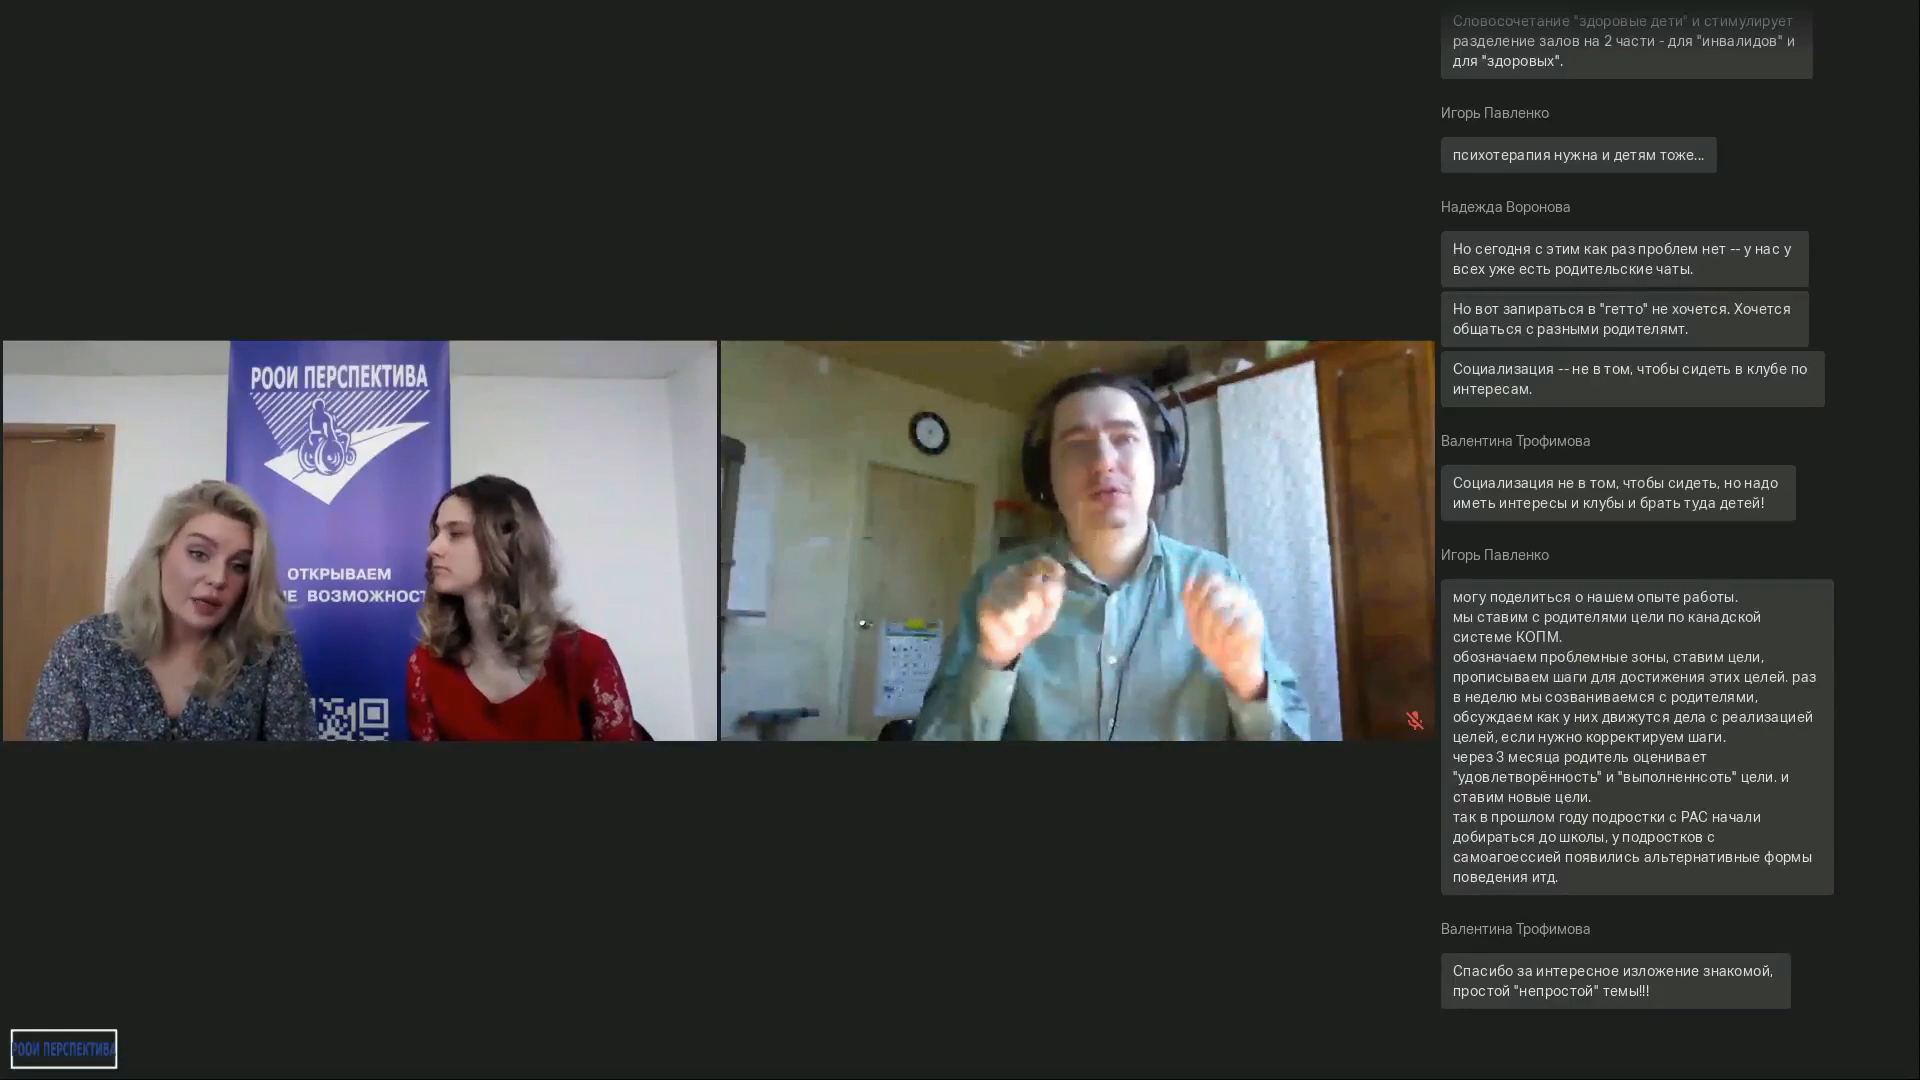 РООИ ПЕРСПЕКТИВА
ОТКРЫВАЕМ
ВОЗМОЖНОСТ
РООИ ПЕРСПЕКТИВА
Словосочетание "здоровые дети" и стимулирует
разделение залов на 2 части - для "инвалидов" и
для "здоровых".
Игорь Павленко
психотерапия нужна и детям тоже...
Надежда Воронова
Но сегодня с этим как раз проблем нет -- у нас у
всех уже есть родительские чаты.
Но вот запираться в "гетто" не хочется. Хочется
общаться с разными родителямт.
Социализация -- не в том, чтобы сидеть в клубе по
интересам.
Валентина Трофимова
Социализация не в том, чтобы сидеть, но надо
иметь интересы и клубы и брать туда детей!
Игорь Павленко
могу поделиться о нашем опыте работы.
мы ставим с родителями цели по канадской
системе КОПМ.
обозначаем проблемные зоны, ставим цели,
прописываем шаги для достижения этих целей. раз
в неделю мы созваниваемся с родителями,
обсуждаем как у них движутся дела с реализацией
целей, если нужно корректируем шаги.
через 3 месяца родитель оценивает
"удовлетворённость" и "выполненнсоть" цели. и
ставим новые цели.
так в прошлом году подростки с РАС начали
добираться до школы, у подростков с
самоагоессией появились альтернативные формы
поведения итд.
Валентина Трофимова
Спасибо за интересное изложение знакомой,
простой "непростой" темы!!!